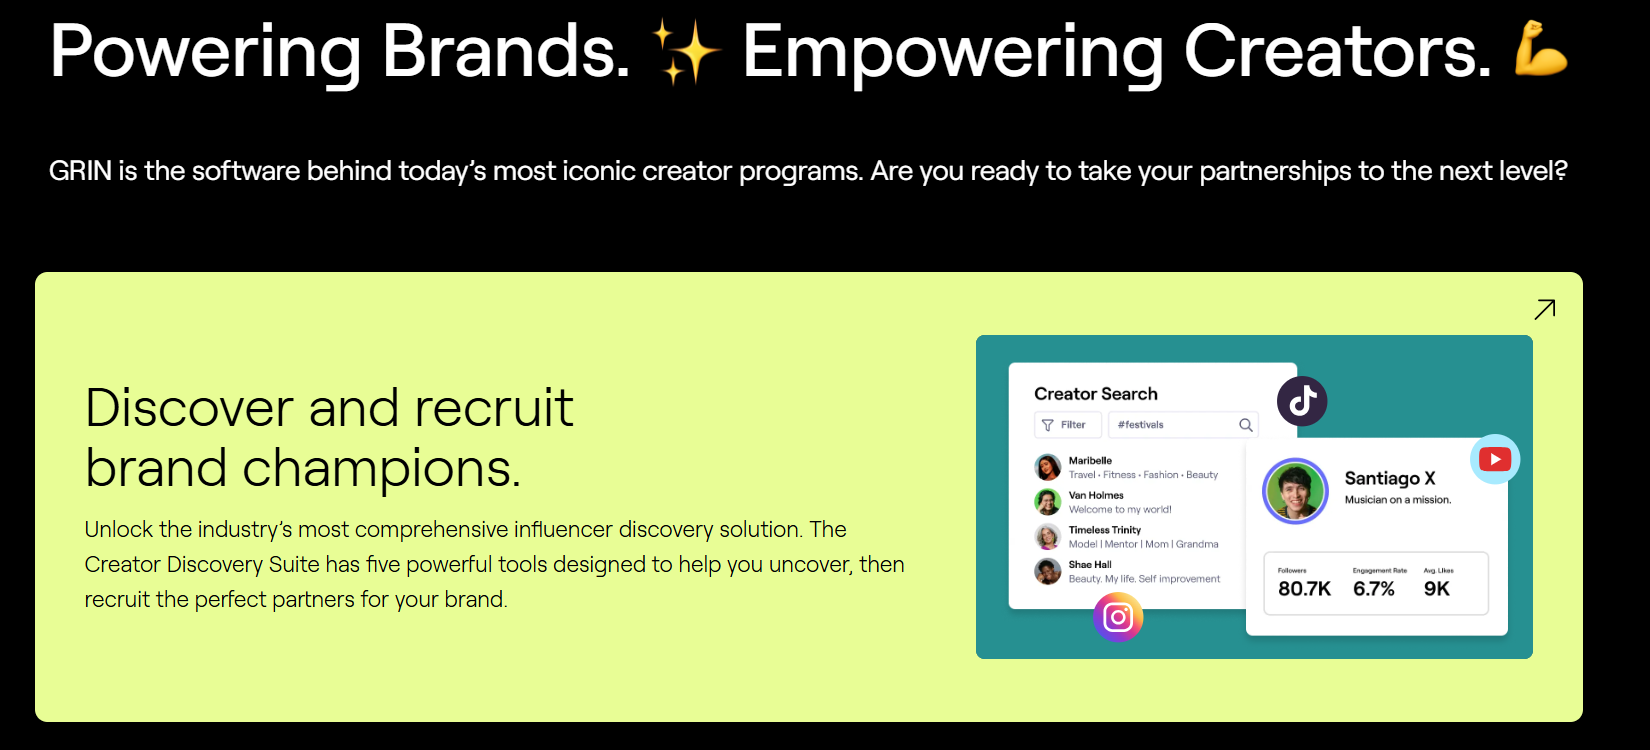 Powering Brands. ✨ Empowering Creators. 💪
GRIN is the software behind today's most iconic creator programs. Are you ready to take your partnerships to the next level?
Discover and recruit
brand champions.
Unlock the industry's most comprehensive influencer discovery solution. The
Creator Discovery Suite has five powerful tools designed to help you uncover, then
recruit the perfect partners for your brand.
Creator Search
Filter
#festivals
Maribelle
Travel • Fitness • Fashion • Beauty
Van Holmes
Welcome to my world!
Timeless Trinity
Model | Mentor | Mom | Grandma
Shae Hall
Beauty. My life. Self improvement
Santiago X
Musician on a mission.
Followers Engagement Rate Avg. Likes
80.7K 6.7% 9K